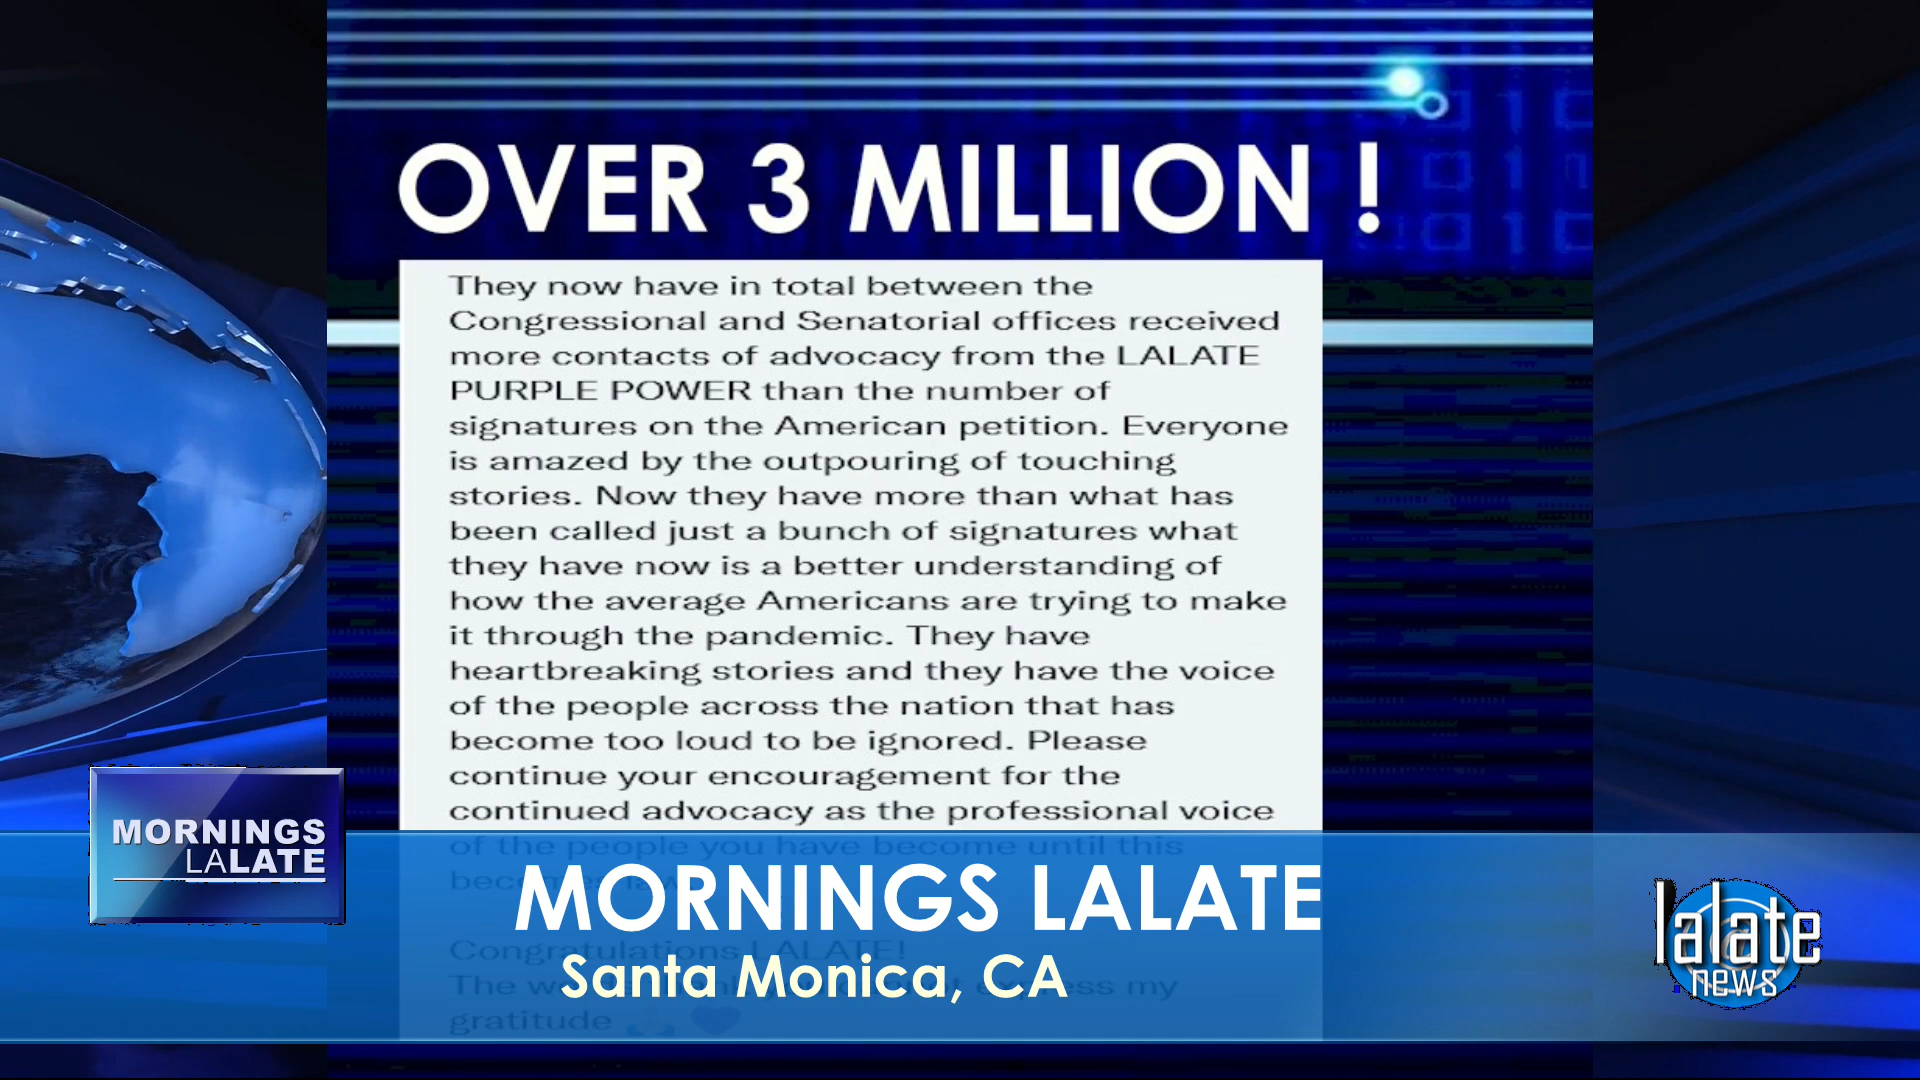 OVER 3 MILLION !
They now have in total between the
Congressional and Senatorial offices received
more contacts of advocacy from the LALATE
PURPLE POWER than the number of
signatures on the American petition. Everyone
is amazed by the outpouring of touching
stories. Now they have more than what has
been called just a bunch of signatures what
they have now is a better understanding of
how the average Americans are trying to make
it through the pandemic. They have
heartbreaking stories and they have the voice
of the people across the nation that has
become too loud to be ignored. Please
continue your encouragement for the
continued advocacy as the professional voice
of the people you have become until this
becomes
Congratulations LALATE!
The express my
gratitude
MORNINGS
LALATE
MORNINGS LALATE
Santa Monica, CA
lalate
news